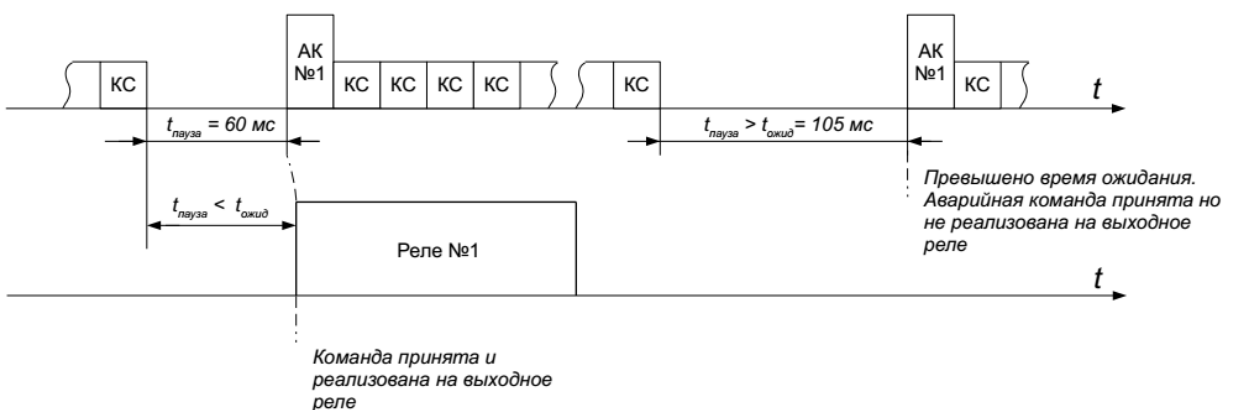 АК
№1
КС
КС
КС
КС
КС
КС
АК
№1
КС
t
tпауза = 60 мс
tпауза > tожид= 105 мс
Превышено время ожидания.
Аварийная команда принята но
не реализована на выходное
реле
tпауза < tожид
Реле №1
t
Команда принята и
реализована на выходное
реле